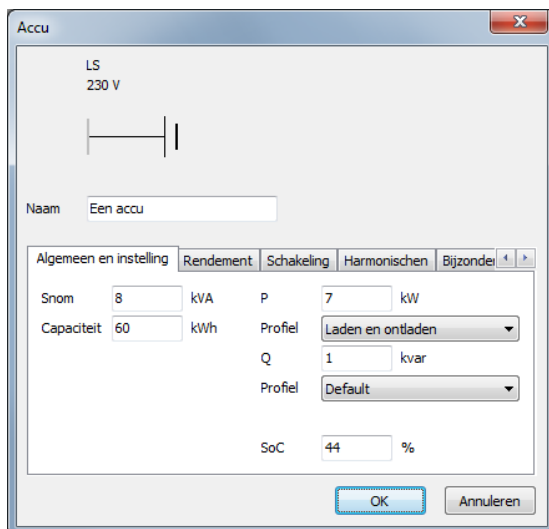 Accu
LS
230 V
Naam Een accu
Algemeen en instelling Rendement Schakeling Harmonischen Bijzonder
Snom 8 kVA P 7 kW
Capaciteit 60 kWh Profiel Laden en ontladen
Q 1 kvar
Profiel Default
SoC 44 %
OK Annuleren